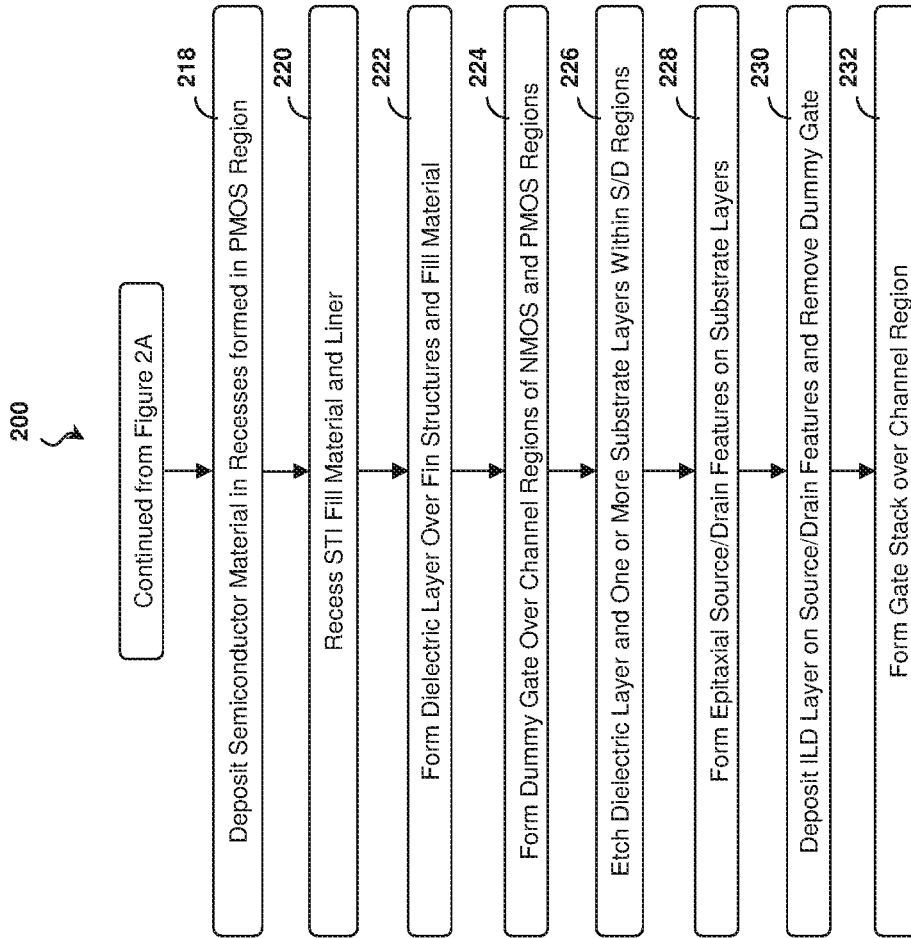 200
Continued from Figure 2A
218
Deposit Semiconductor Material in Recesses formed in PMOS Region
220
Recess STI Fill Material and Liner
222
Form Dielectric Layer Over Fin Structures and Fill Material
224
Form Dummy Gate Over Channel Regions of NMOS and PMOS Regions
226
Etch Dielectric Layer and One or More Substrate Layers Within S/D Regions
228
Form Epitaxial Source/Drain Features on Substrate Layers
230
Deposit ILD Layer on Source/Drain Features and Remove Dummy Gate
232
Form Gate Stack over Channel Region